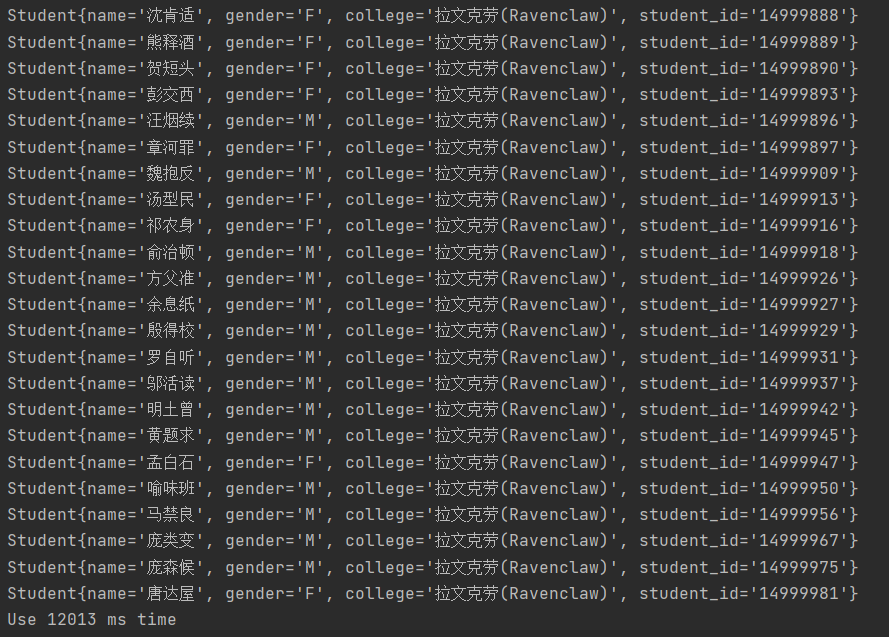 Student{name='沈肯适', gender='F', college='拉文克劳(Ravenclaw)', student_id='14999888'}
Student{name='熊释酒', gender='F', college='拉文克劳(Ravenclaw)', student_id='14999889'}
Student{name='贺短头', gender='F', college='拉文克劳(Ravenclaw)', student_id='14999890'}
Student{name='彭交西', gender='F', college='拉文克劳(Ravenclaw)', student_id='14999893'}
Student{name='汪烟续', gender='M', college='拉文克劳(Ravenclaw)', student_id='14999896'}
Student{name='章河罪', gender='F', college='拉文克劳(Ravenclaw)', student_id='14999897'}
Student{name='魏抱反', gender='M', college='拉文克劳(Ravenclaw)', student_id='14999909'}
Student{name='汤型民', gender='F', college='拉文克劳(Ravenclaw)', student_id='14999913'}
Student{name='祁农身', gender='F', college='拉文克劳(Ravenclaw)', student_id='14999916'}
Student{name='俞治顿', gender='M', college='拉文克劳(Ravenclaw)', student_id='14999918'}
Student{name='方父准', gender='M', college='拉文克劳(Ravenclaw)', student_id='14999926'}
Student{name='余息纸', gender='M', college='拉文克劳(Ravenclaw)', student_id='14999927'}
Student{name='殷得校', gender='M', college='拉文克劳(Ravenclaw)', student_id='14999929'}
Student{name='罗自听', gender='M', college='拉文克劳(Ravenclaw)', student_id='14999931'}
Student{name='邬活读', gender='M', college='拉文克劳(Ravenclaw)', student_id='14999937'}
Student{name='明土曾', gender='M', college='拉文克劳(Ravenclaw)', student_id='14999942'}
Student{name='黄题求', gender='M', college='拉文克劳(Ravenclaw)', student_id='14999945'}
Student{name='孟白石', gender='F', college='拉文克劳(Ravenclaw)', student_id='14999947'}
Student{name='喻味班', gender='M', college='拉文克劳(Ravenclaw)', student_id='14999950'}
Student{name='马禁良', gender='M', college='拉文克劳(Ravenclaw)', student_id='14999956'}
Student{name='庞类变', gender='M', college='拉文克劳(Ravenclaw)', student_id='14999967'}
Student{name='庞森候', gender='M', college='拉文克劳(Ravenclaw)', student_id='14999975'}
Student{name='唐达屋', gender='F', college='拉文克劳(Ravenclaw)', student_id='14999981'}
Use 12013 ms time